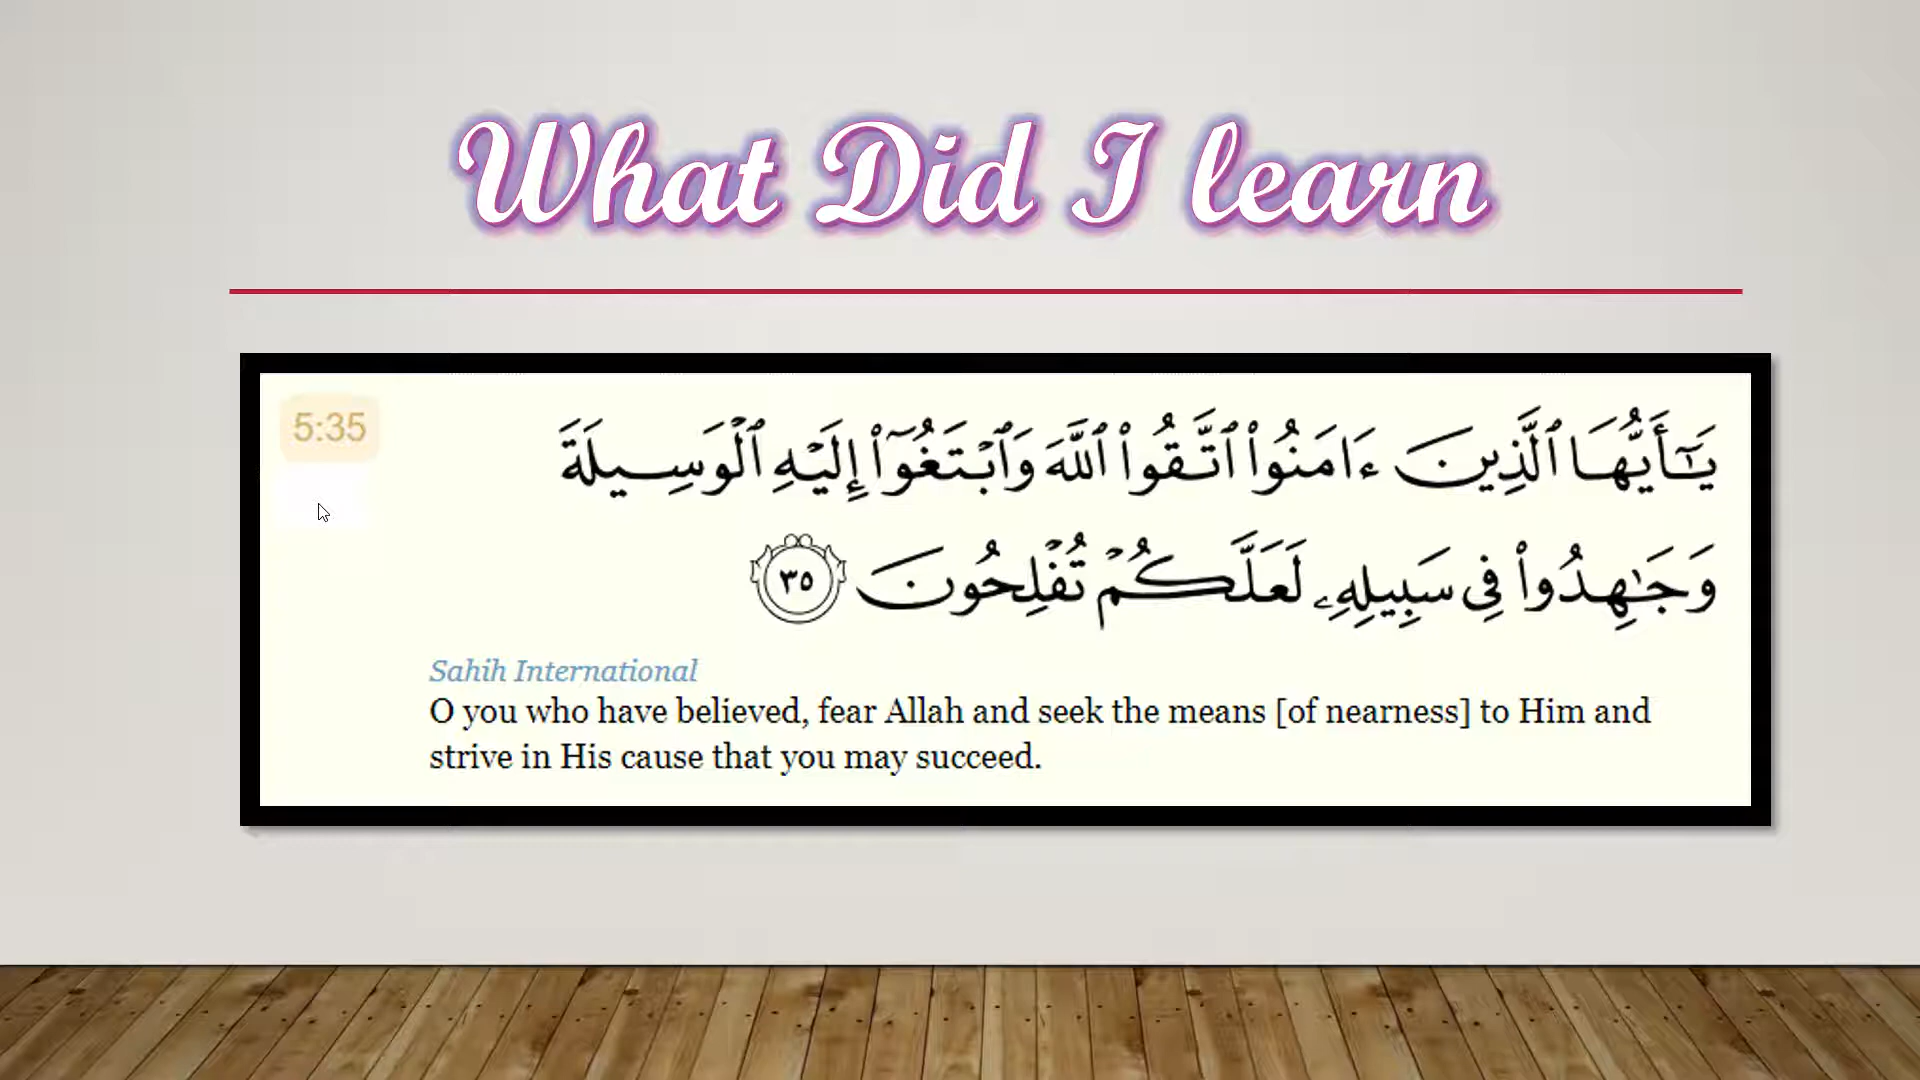 What Did I learn
5:35
يَـٰٓأَيُّهَا ٱلَّذِينَ ءَامَنُوا۟ ٱتَّقُوا۟ ٱللَّهَ وَٱبْتَغُوٓا۟ إِلَيْهِ ٱلْوَسِيلَةَ
وَجَـٰهِدُوا۟ فِى سَبِيلِهِۦ لَعَلَّكُمْ تُفْلِحُونَ ٣٥
Sahih International
O you who have believed, fear Allah and seek the means [of nearness] to Him and
strive in His cause that you may succeed.